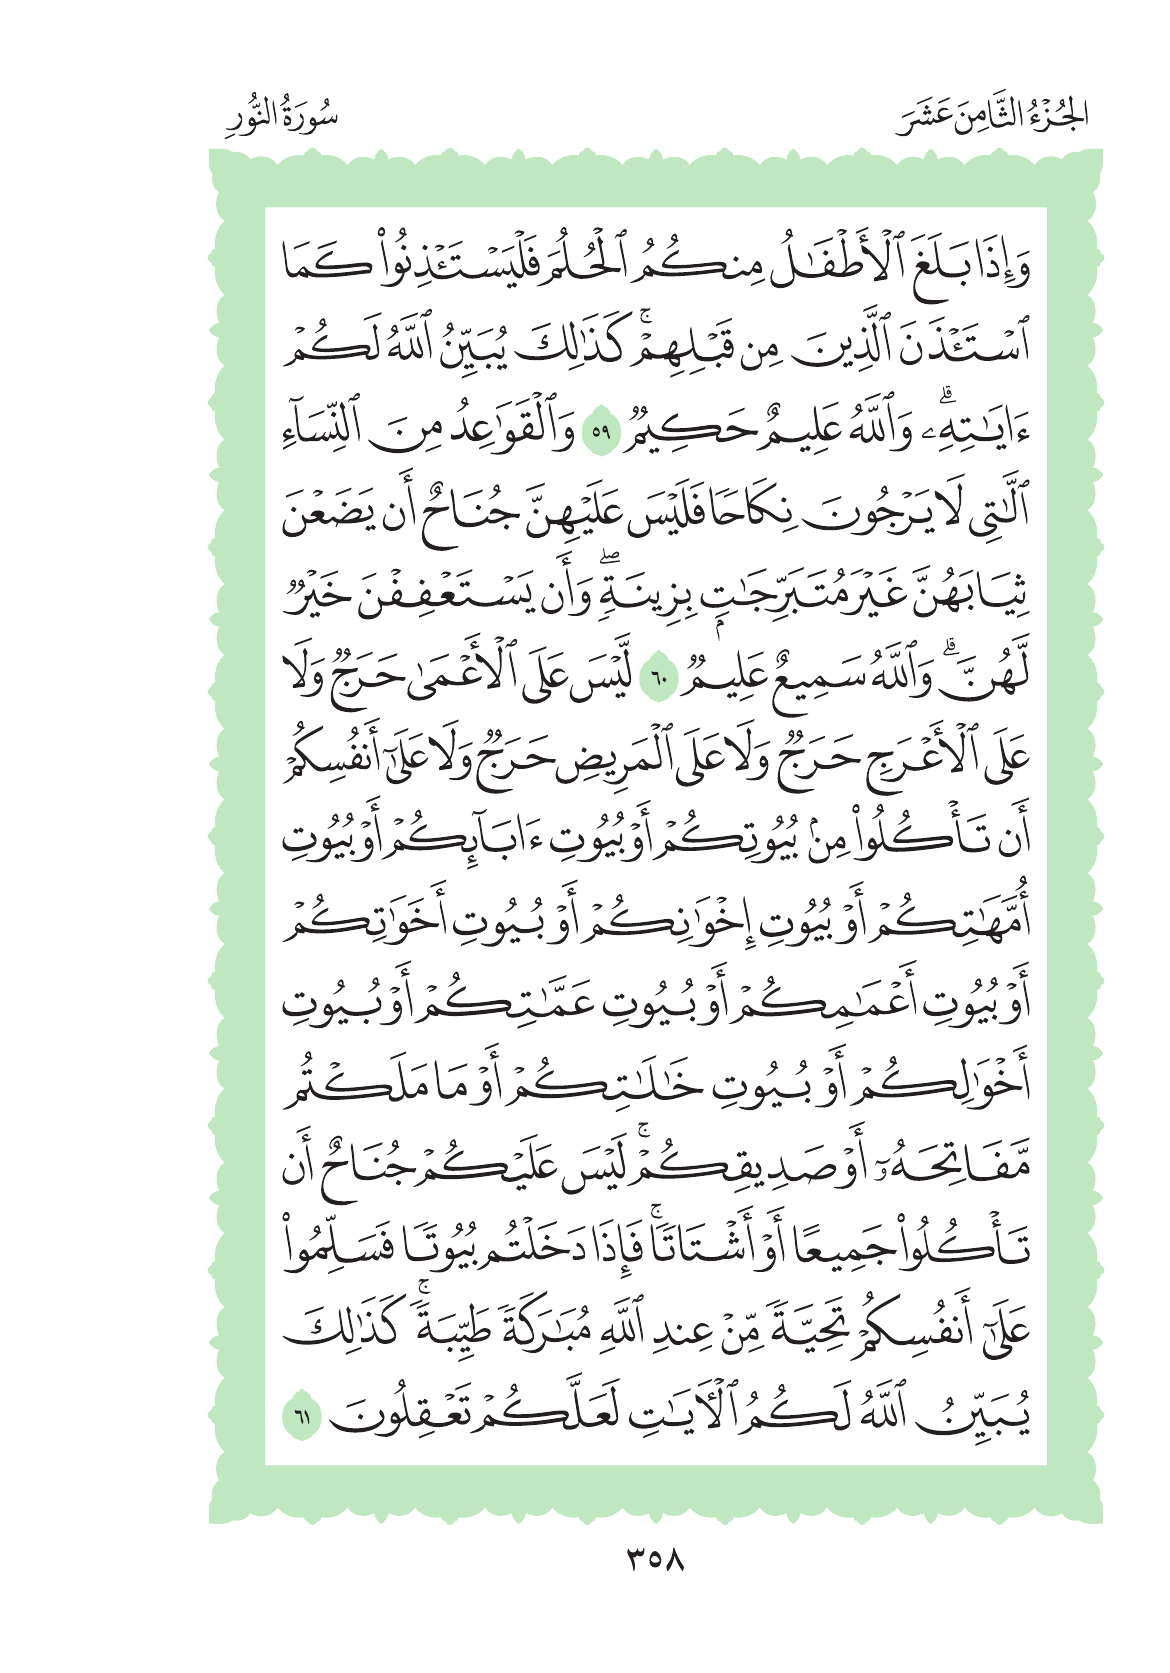 الجُزْءُ الثَّامِنَ عَشَرَ
سُورَةُ النُّورِ
وَإِذَا بَلَغَ ٱلْأَطْفَٰلُ مِنكُمُ ٱلْحُلُمَ فَلْيَسْتَـْٔذِنُوا۟ كَمَا
ٱسْتَـْٔذَنَ ٱلَّذِينَ مِن قَبْلِهِمْ ۚ كَذَٰلِكَ يُبَيِّنُ ٱللَّهُ لَكُمْ
ءَايَٰتِهِۦ ۗ وَٱللَّهُ عَلِيمٌ حَكِيمٌ ٥٩ وَٱلْقَوَٰعِدُ مِنَ ٱلنِّسَآءِ
ٱلَّٰتِى لَا يَرْجُونَ نِكَاحًا فَلَيْسَ عَلَيْهِنَّ جُنَاحٌ أَن يَضَعْنَ
ثِيَابَهُنَّ غَيْرَ مُتَبَرِّجَٰتٍۭ بِزِينَةٍ ۖ وَأَن يَسْتَعْفِفْنَ خَيْرٌ
لَّهُنَّ ۗ وَٱللَّهُ سَمِيعٌ عَلِيمٌ ٦٠ لَّيْسَ عَلَى ٱلْأَعْمَىٰ حَرَجٌ وَلَا
عَلَى ٱلْأَعْرَجِ حَرَجٌ وَلَا عَلَى ٱلْمَرِيضِ حَرَجٌ وَلَا عَلَىٰٓ أَنفُسِكُمْ
أَن تَأْكُلُوا۟ مِنۢ بُيُوتِكُمْ أَوْ بُيُوتِ ءَابَآئِكُمْ أَوْ بُيُوتِ
أُمَّهَٰتِكُمْ أَوْ بُيُوتِ إِخْوَٰنِكُمْ أَوْ بُيُوتِ أَخَوَٰتِكُمْ
أَوْ بُيُوتِ أَعْمَٰمِكُمْ أَوْ بُيُوتِ عَمَّٰتِكُمْ أَوْ بُيُوتِ
أَخْوَٰلِكُمْ أَوْ بُيُوتِ خَٰلَٰتِكُمْ أَوْ مَا مَلَكْتُم
مَّفَاتِحَهُۥٓ أَوْ صَدِيقِكُمْ ۚ لَيْسَ عَلَيْكُمْ جُنَاحٌ أَن
تَأْكُلُوا۟ جَمِيعًا أَوْ أَشْتَاتًا ۚ فَإِذَا دَخَلْتُم بُيُوتًا فَسَلِّمُوا۟
عَلَىٰٓ أَنفُسِكُمْ تَحِيَّةً مِّنْ عِندِ ٱللَّهِ مُبَٰرَكَةً طَيِّبَةً ۚ كَذَٰلِكَ
يُبَيِّنُ ٱللَّهُ لَكُمُ ٱلْـَٔايَٰتِ لَعَلَّكُمْ تَعْقِلُونَ ٦١
٣٥٨